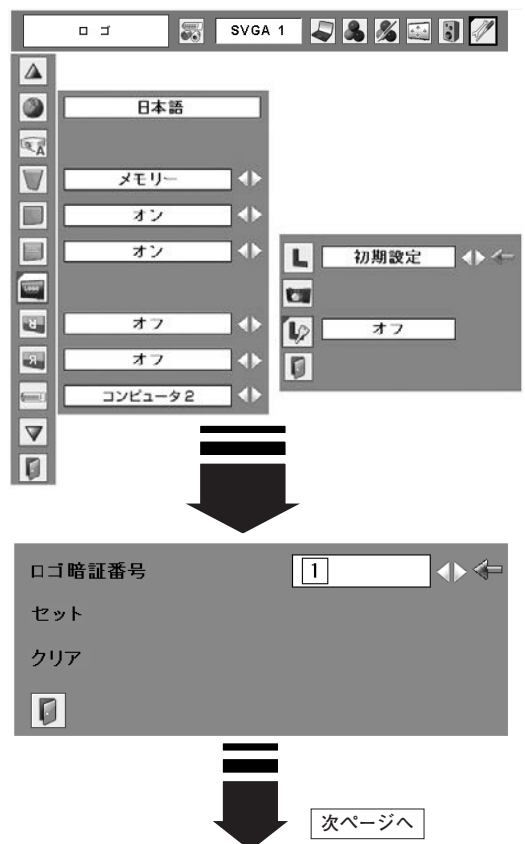 ロゴ
SVGA 1
日本語
メモリー
オン
オン
オフ
オフ
コンピュータ2
初期設定
オフ
ロゴ暗証番号
1
セット
クリア
次ページへ